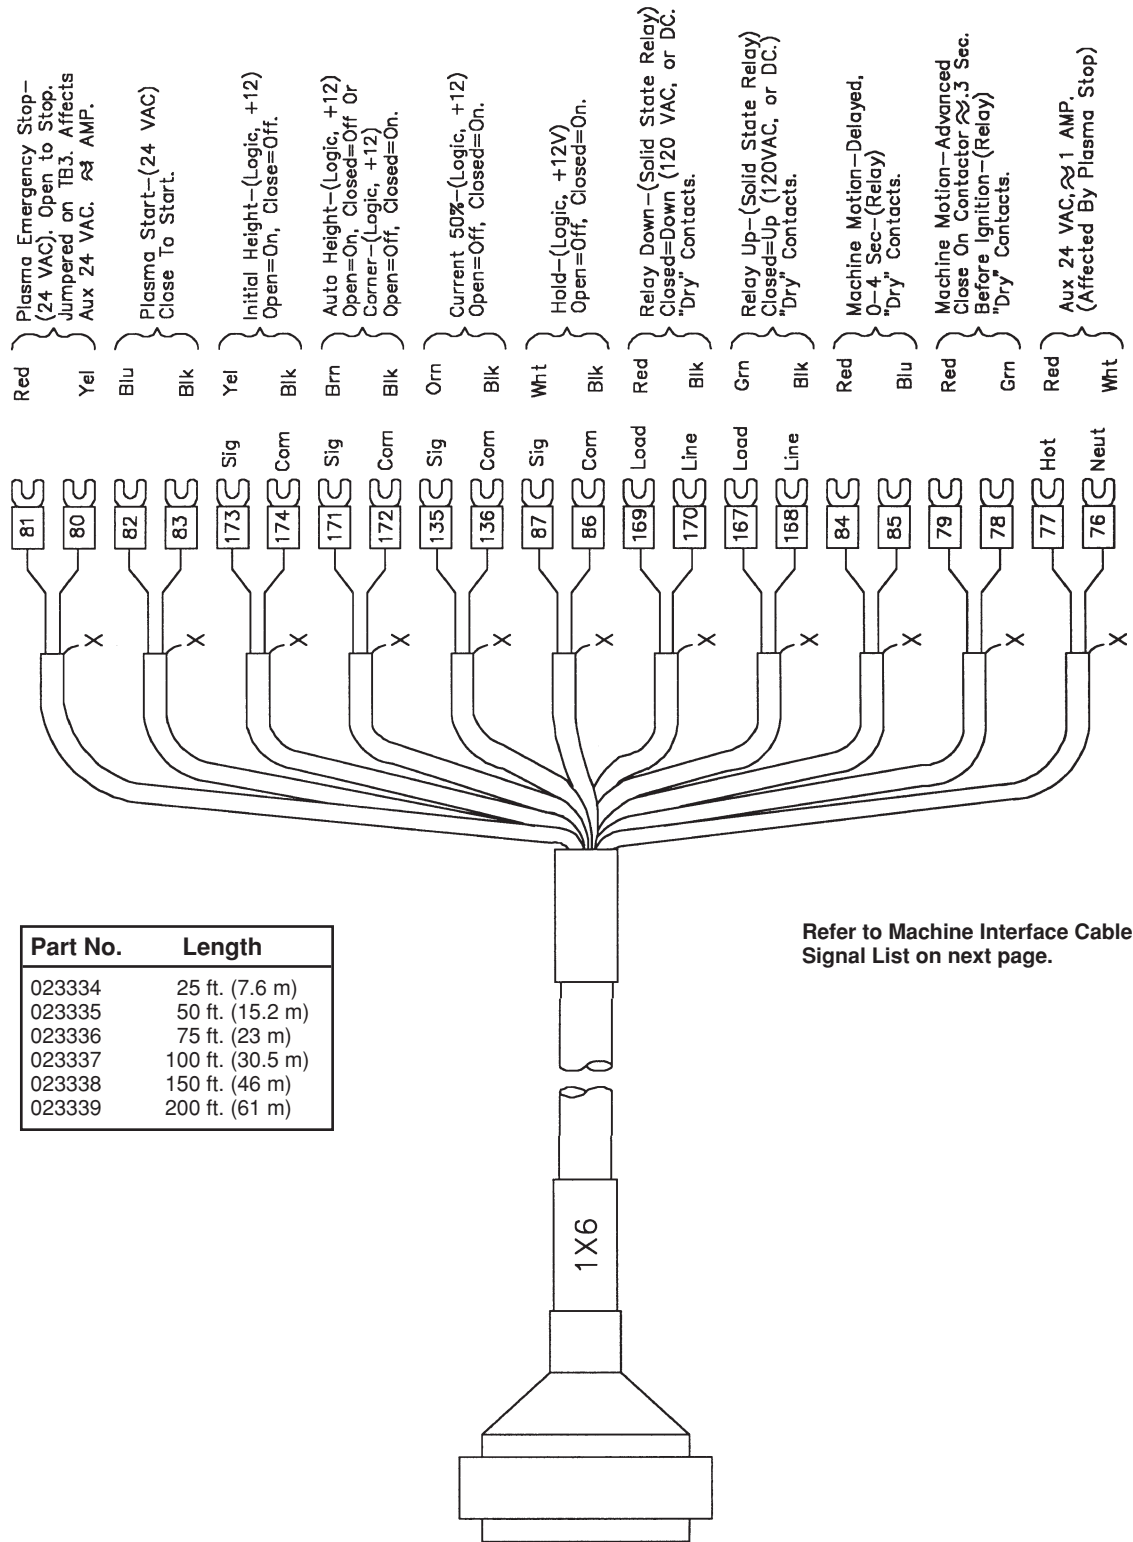 Plasma Emergency Stop–
(24 VAC). Open to Stop.
Jumpered on TB3. Affects
Aux 24 VAC. ≈1 AMP.
Plasma Start–(24 VAC)
Close To Start.
Initial Height–(Logic, +12)
Open=On, Close=Off.
Auto Height–(Logic, +12)
Open=On, Closed=Off Or
Corner–(Logic, +12)
Open=Off, Closed=On.
Current 50%–(Logic, +12)
Open=Off, Closed=On.
Hold–(Logic, +12V)
Open=Off, Closed=On.
Relay Down–(Solid State Relay)
Closed=Down (120 VAC, or DC.
"Dry" Contacts.
Relay Up–(Solid State Relay)
Closed=Up (120VAC, or DC.)
"Dry" Contacts.
Machine Motion–Delayed,
0–4 Sec–(Relay)
"Dry" Contacts.
Machine Motion–Advanced
Close On Contactor ≈.3 Sec.
Before Ignition–(Relay)
"Dry" Contacts.
Aux 24 VAC,≈1 AMP.
(Affected By Plasma Stop)
Red Yel Blu Blk Yel Blk Brn Blk Orn Blk Wht Blk Red Blk Grn Blk Red Blu Red Grn Red Wht
Sig Com Sig Com Sig Com Sig Com Load Line Load Line Hot Neut
81 80 82 83 173 174 171 172 135 136 87 86 169 170 167 168 84 85 79 78 77 76
X X X X X X X X X X X
Part No. Length
023334 25 ft. (7.6 m)
023335 50 ft. (15.2 m)
023336 75 ft. (23 m)
023337 100 ft. (30.5 m)
023338 150 ft. (46 m)
023339 200 ft. (61 m)
Refer to Machine Interface Cable
Signal List on next page.
1X6